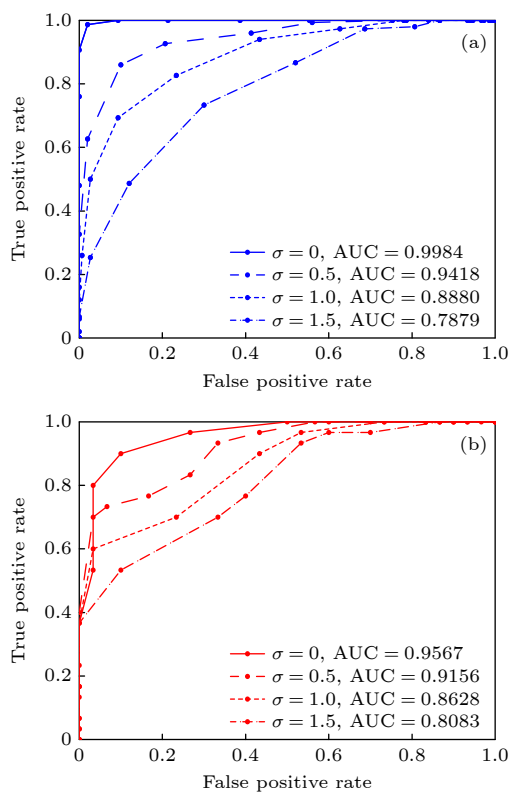 1.0
(a)
0.8
0.6
0.4
0.2
0
True positive rate
σ = 0, AUC = 0.9984
σ = 0.5, AUC = 0.9418
σ = 1.0, AUC = 0.8880
σ = 1.5, AUC = 0.7879
0 0.2 0.4 0.6 0.8 1.0
False positive rate
1.0
(b)
0.8
0.6
0.4
0.2
0
True positive rate
σ = 0, AUC = 0.9567
σ = 0.5, AUC = 0.9156
σ = 1.0, AUC = 0.8628
σ = 1.5, AUC = 0.8083
0 0.2 0.4 0.6 0.8 1.0
False positive rate